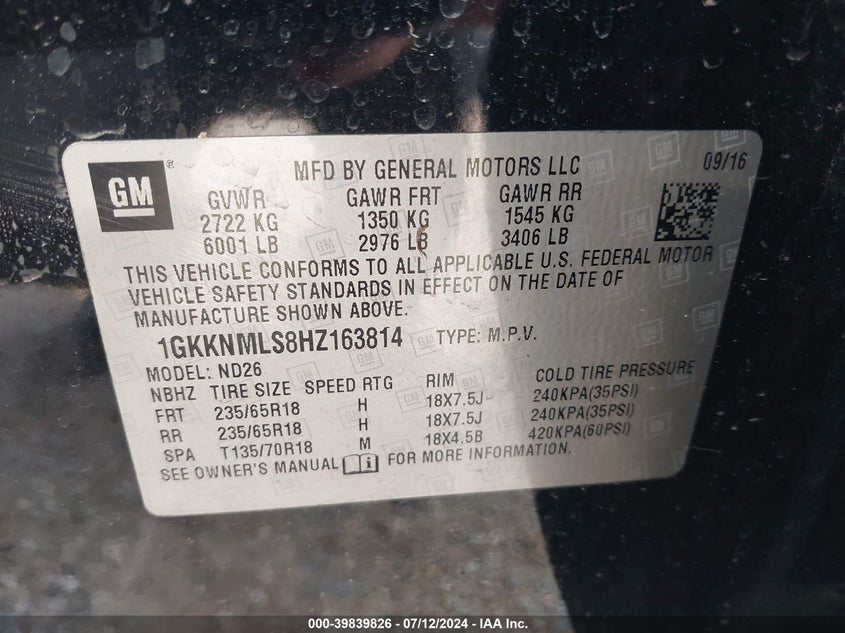 GM ® MFD BY GENERAL MOTORS LLC 09/16
GVWR GAWR FRT GAWR RR
2722 KG 1350 KG 1545 KG
6001 LB 2976 LB 3406 LB
THIS VEHICLE CONFORMS TO ALL APPLICABLE U.S. FEDERAL MOTOR
VEHICLE SAFETY STANDARDS IN EFFECT ON THE DATE OF
MANUFACTURE SHOWN ABOVE.
1GKKNMLS8HZ163814 TYPE: M.P.V.
MODEL: ND26
NBHZ TIRE SIZE SPEED RTG RIM COLD TIRE PRESSURE
FRT 235/65R18 H 18X7.5J 240KPA(35PSI)
RR 235/65R18 H 18X7.5J 240KPA(35PSI)
SPA T135/70R18 M 18X4.5B 420KPA(60PSI)
SEE OWNER'S MANUAL i FOR MORE INFORMATION.
000-39839826 / 07/12/2024 - IAA Inc.